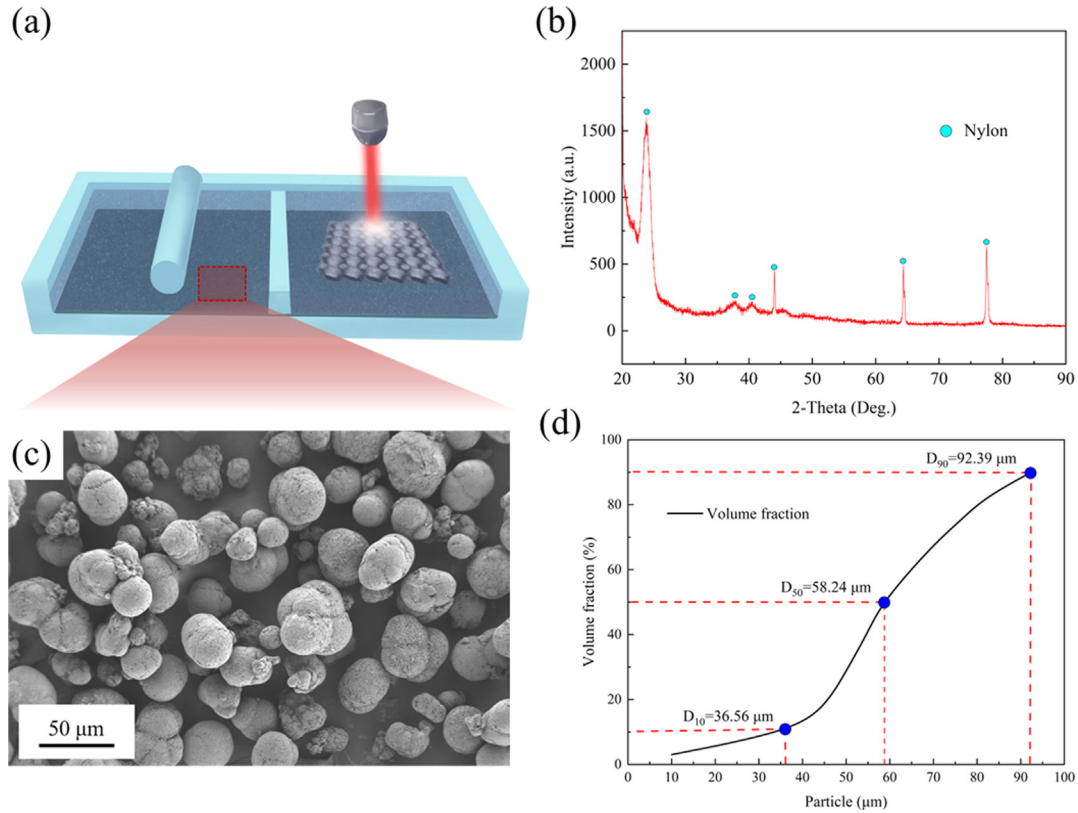 (a)
(b)
2000
1500
1000
500
0
Intensity (a.u.)
Nylon
20 30 40 50 60 70 80 90
2-Theta (Deg.)
(c)
50 μm
(d)
100
80
60
40
20
0
Volume fraction (%)
D90=92.39 μm
Volume fraction
D50=58.24 μm
D10=36.56 μm
0 10 20 30 40 50 60 70 80 90 100
Particle (μm)